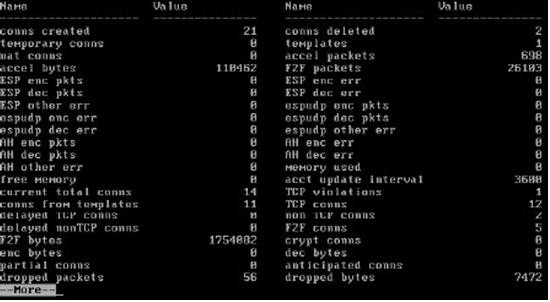 Name Value Name Value
conns created 21 conns deleted 2
temporary conns 0 templates 1
nat conns 0 accel packets 698
accel bytes 110462 F2F packets 26103
ESP enc pkts 0 ESP enc err 0
ESP dec pkts 0 ESP dec err 0
ESP other err 0 espudp enc pkts 0
espudp enc err 0 espudp dec pkts 0
espudp dec err 0 espudp other err 0
AH enc pkts 0 AH enc err 0
AH dec pkts 0 AH dec err 0
AH other err 0 memory used 0
free memory 0 acct update interval 3600
current total conns 14 TCP violations 1
conns from templates 11 TCP conns 12
delayed TCP conns 0 non TCP conns 2
delayed nonTCP conns 0 F2F conns 5
F2F bytes 1754082 crypt conns 0
enc bytes 0 dec bytes 0
partial conns 0 anticipated conns 0
dropped packets 56 dropped bytes 7472
--More--